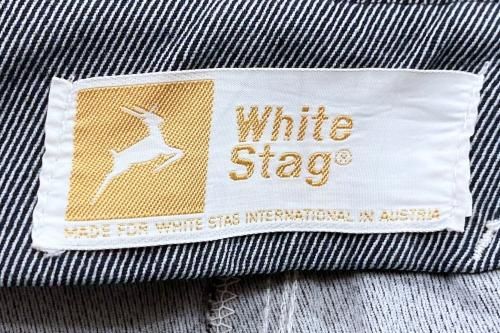 White
Stag®
MADE FOR WHITE STAG INTERNATIONAL IN AUSTRIA